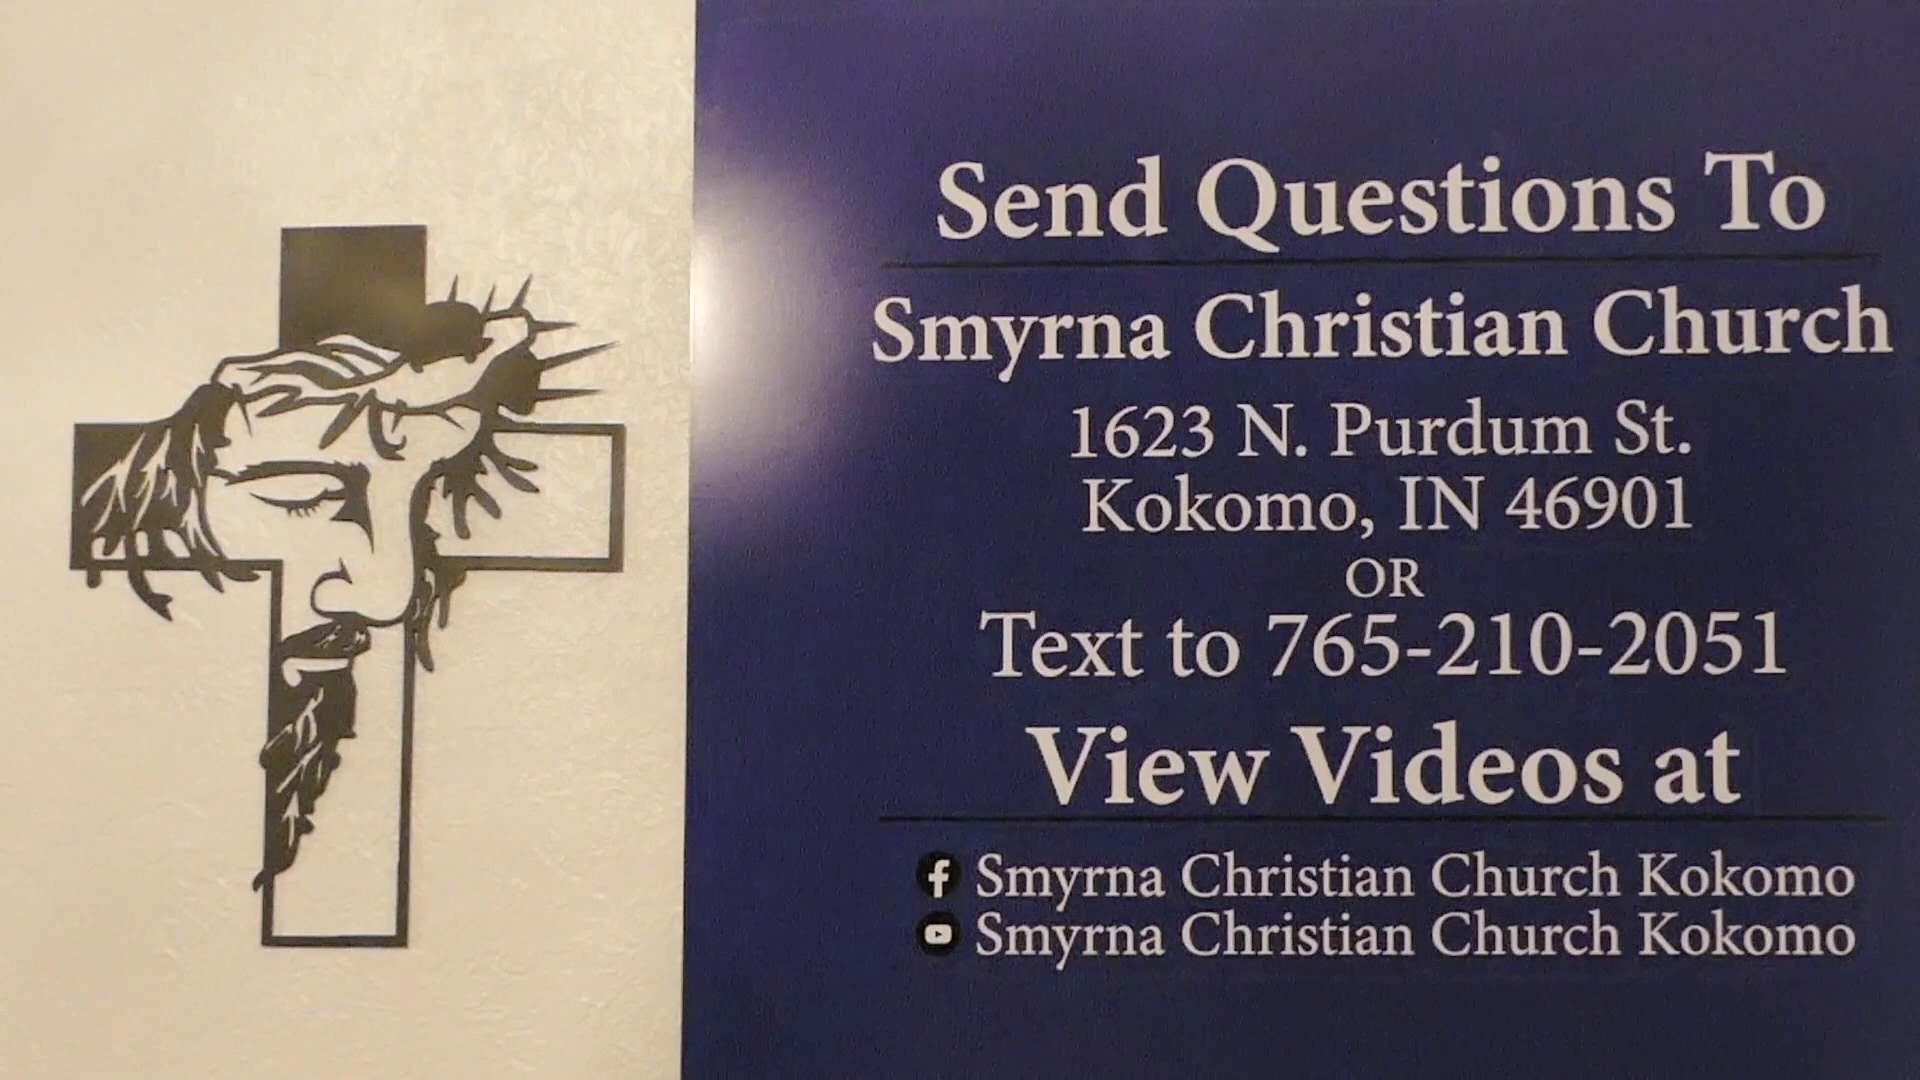 Send Questions To
Smyrna Christian Church
1623 N. Purdum St.
Kokomo, IN 46901
OR
Text to 765-210-2051
View Videos at
Smyrna Christian Church Kokomo
Smyrna Christian Church Kokomo